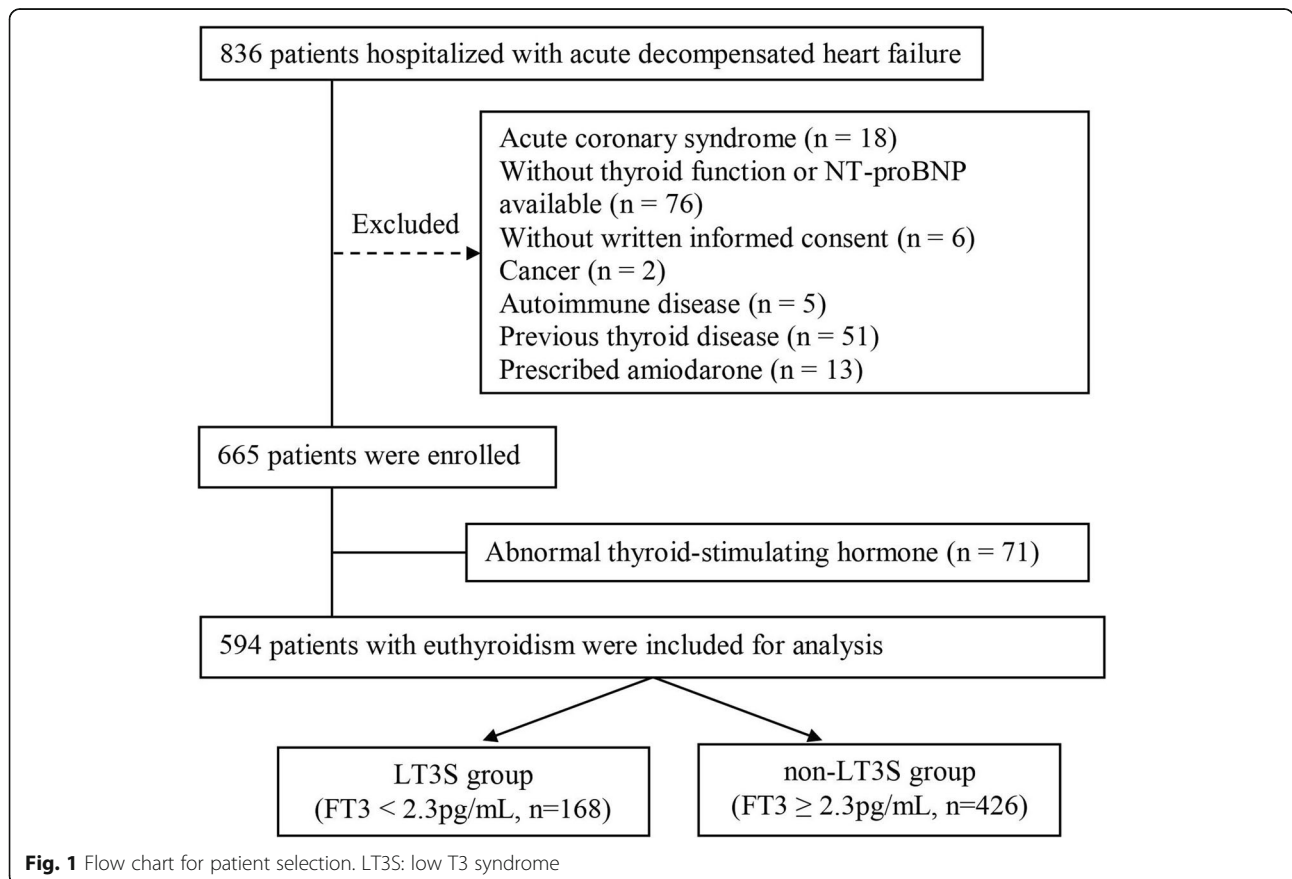 836 patients hospitalized with acute decompensated heart failure
Excluded
Acute coronary syndrome (n = 18)
Without thyroid function or NT-proBNP
available (n = 76)
Without written informed consent (n = 6)
Cancer (n = 2)
Autoimmune disease (n = 5)
Previous thyroid disease (n = 51)
Prescribed amiodarone (n = 13)
665 patients were enrolled
Abnormal thyroid-stimulating hormone (n = 71)
594 patients with euthyroidism were included for analysis
LT3S group
(FT3 < 2.3pg/mL, n=168)
non-LT3S group
(FT3 ≥ 2.3pg/mL, n=426)
Fig. 1 Flow chart for patient selection. LT3S: low T3 syndrome